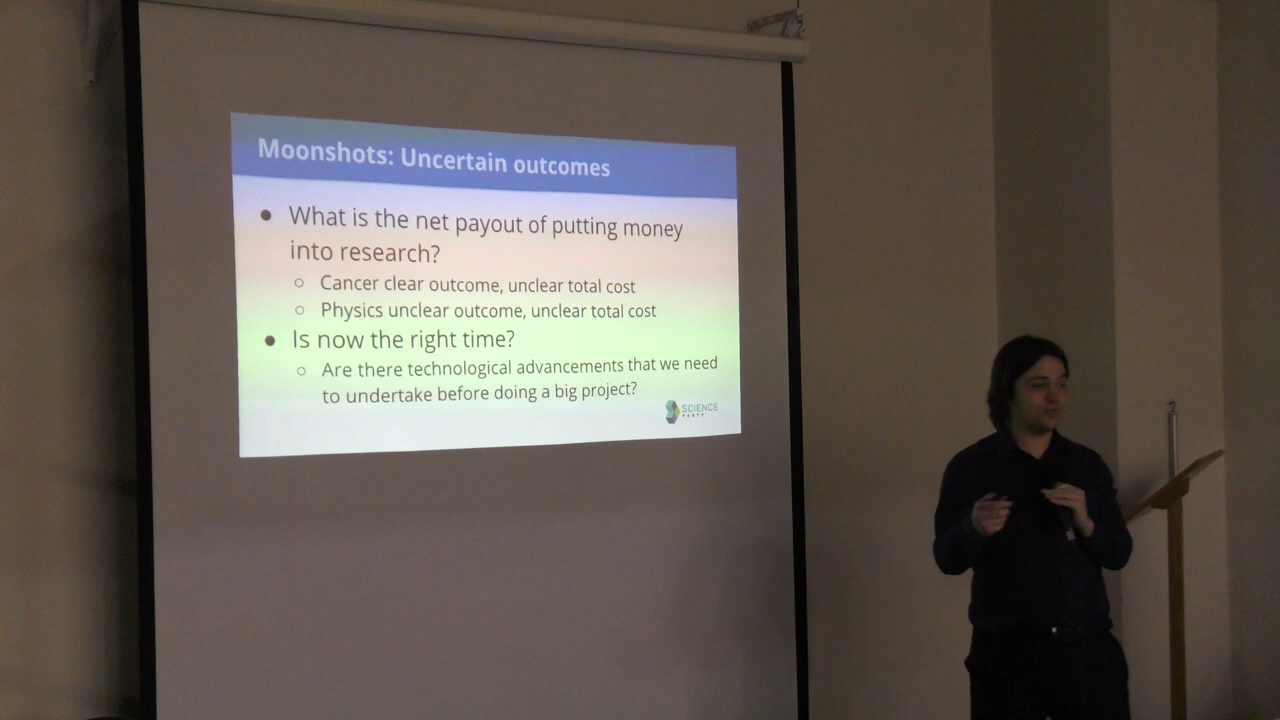 Moonshots: Uncertain outcomes
● What is the net payout of putting money
into research?
○ Cancer clear outcome, unclear total cost
○ Physics unclear outcome, unclear total cost
● Is now the right time?
○ Are there technological advancements that we need
to undertake before doing a big project?
SCIENCE
PARTY